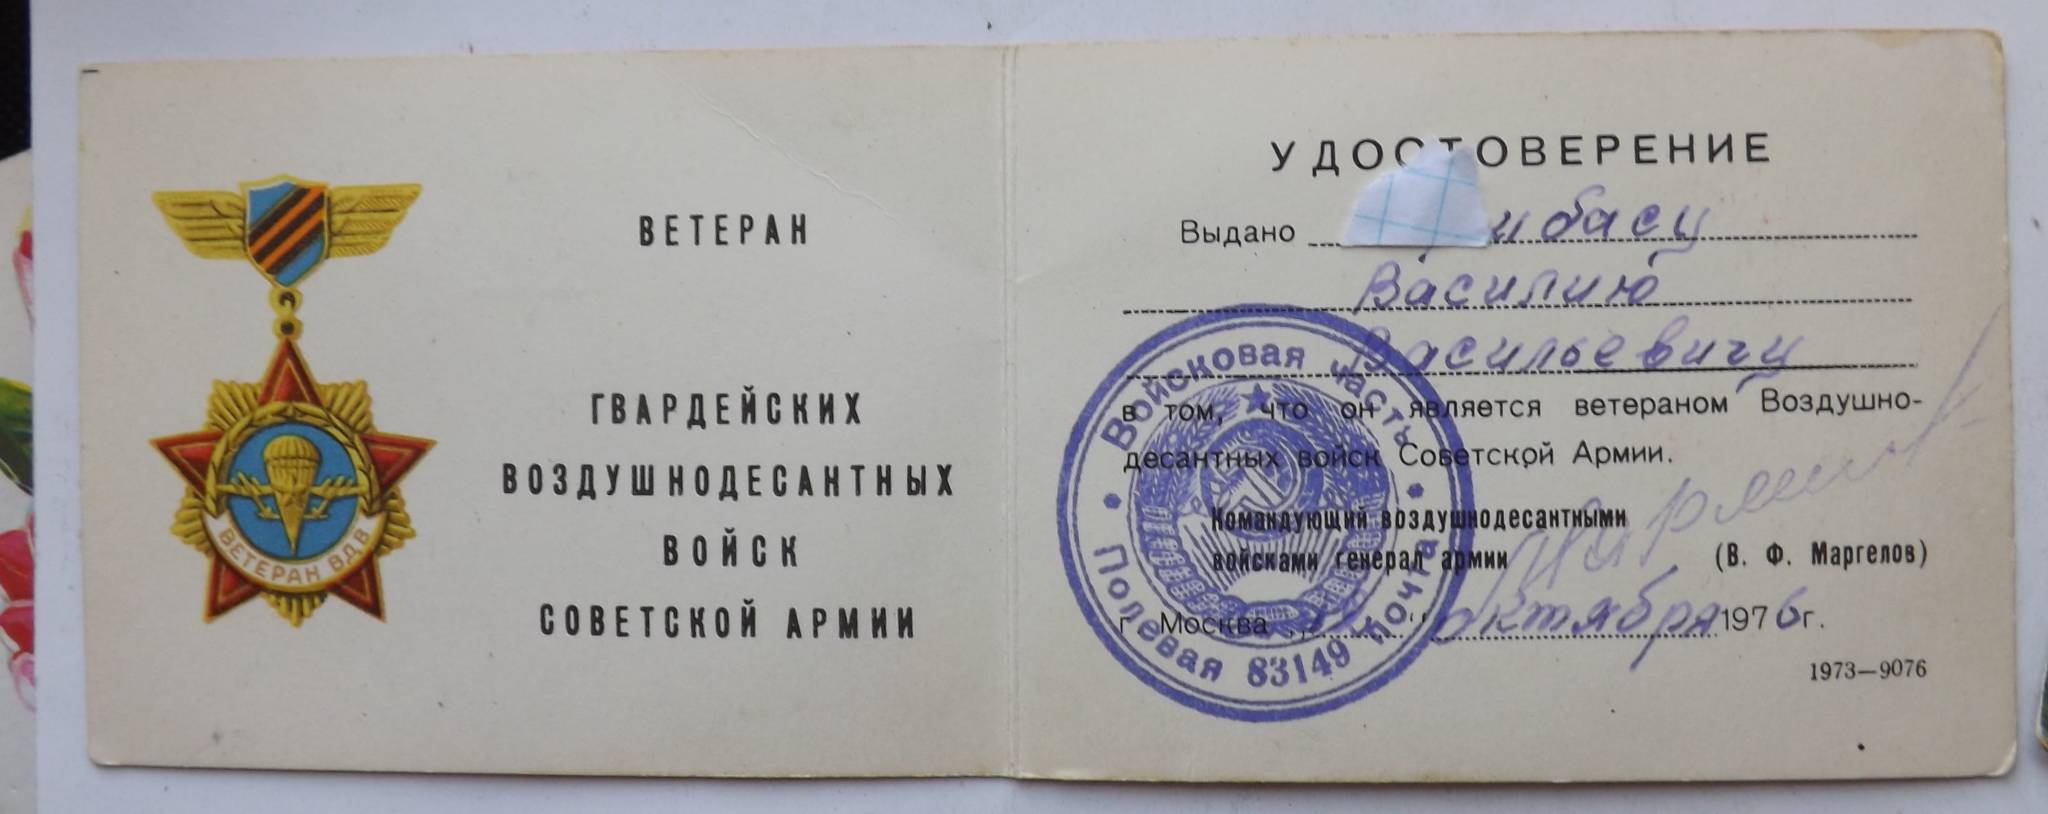 ВЕТЕРАН ВДВ
ВЕТЕРАН
ГВАРДЕЙСКИХ
ВОЗДУШНОДЕСАНТНЫХ
ВОЙСК
СОВЕТСКОЙ АРМИИ
УДОСТОВЕРЕНИЕ
Выдано
Василию
Васильевичу
в том, что он является ветераном Воздушно-
десантных войск Советской Армии.
Командующий воздушнодесантными
войсками генерал армии (В. Ф. Маргелов)
г. Москва октября 1976 г.
1973—9076
Войсковая часть
Полевая почта
83149